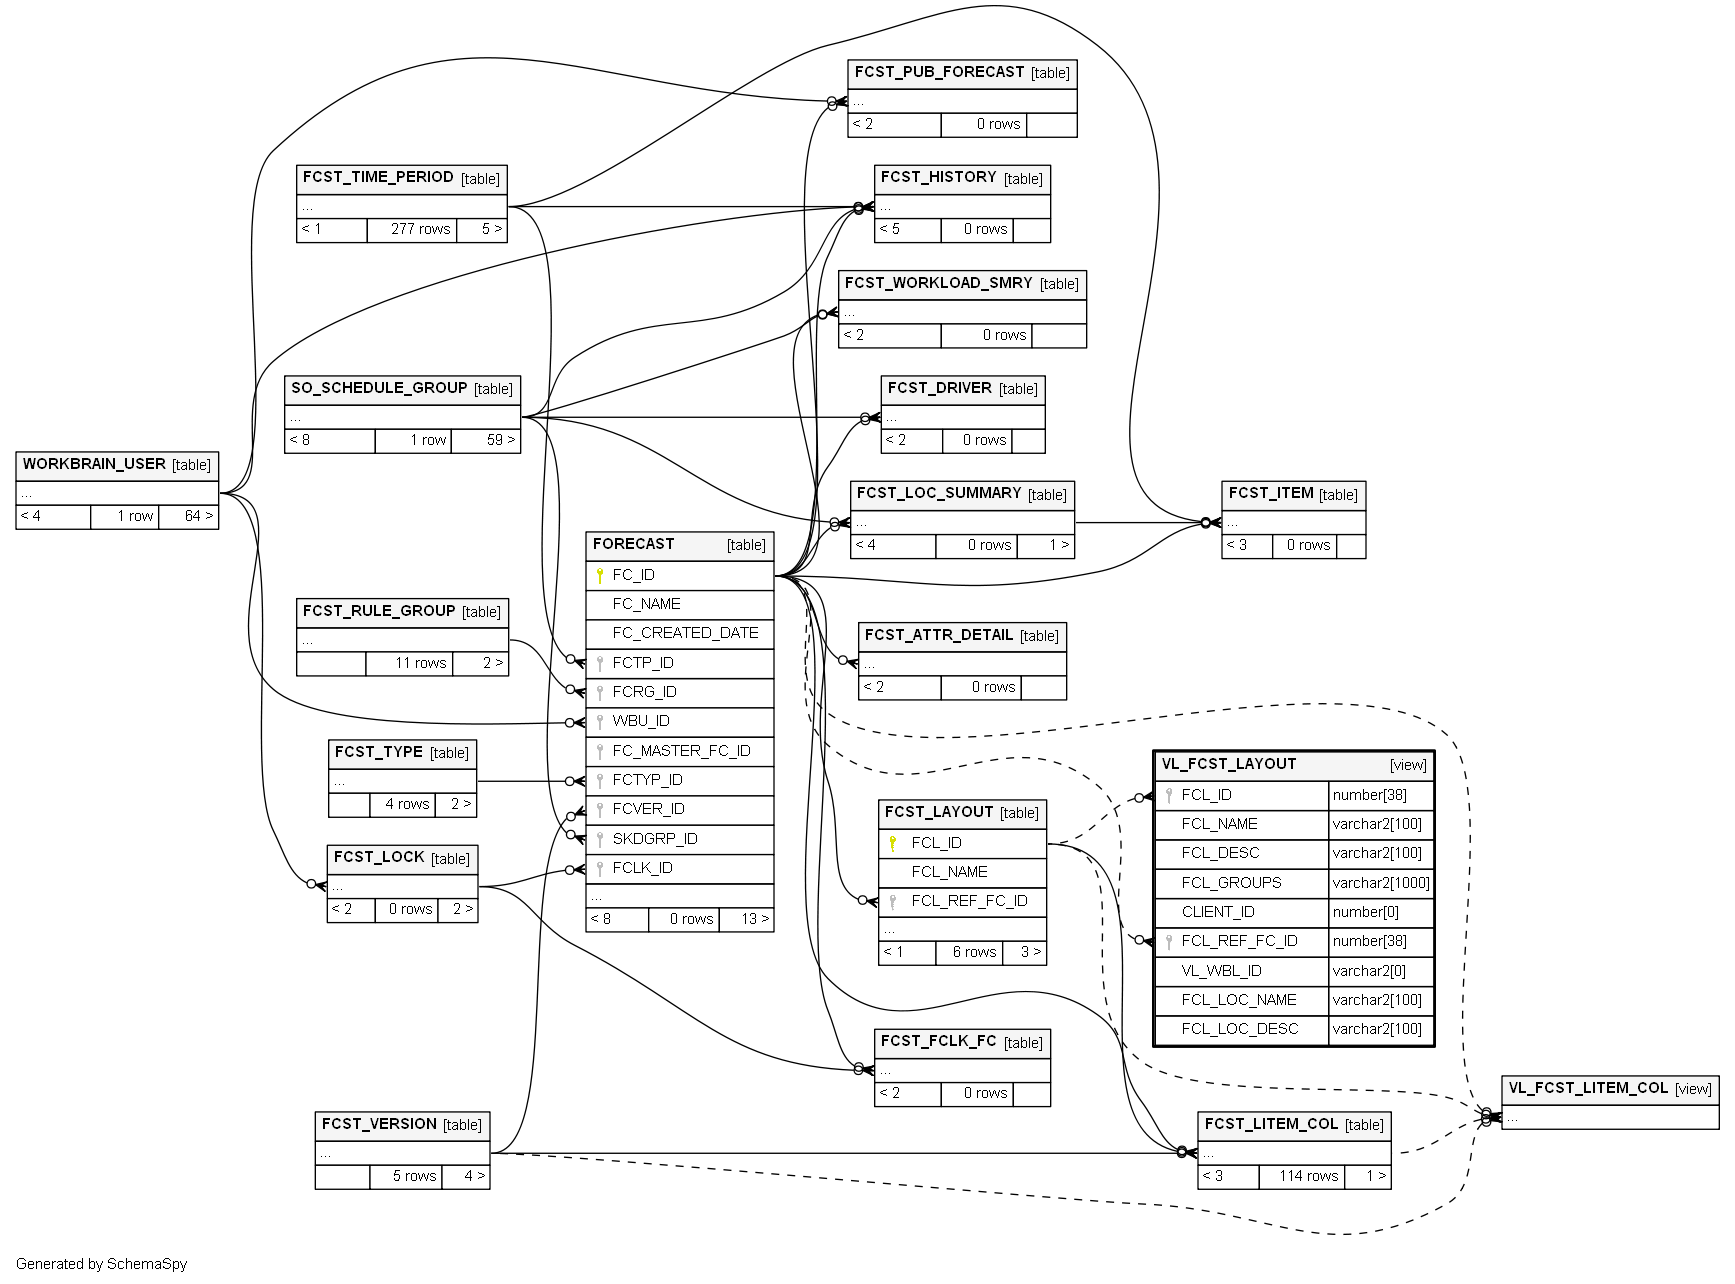 FCST_PUB_FORECAST [table]
...
< 2 0 rows
FCST_TIME_PERIOD [table]
...
< 1 277 rows 5 >
FCST_HISTORY [table]
...
< 5 0 rows
FCST_WORKLOAD_SMRY [table]
...
< 2 0 rows
SO_SCHEDULE_GROUP [table]
...
< 8 1 row 59 >
FCST_DRIVER [table]
...
< 2 0 rows
WORKBRAIN_USER [table]
...
< 4 1 row 64 >
FCST_LOC_SUMMARY [table]
...
< 4 0 rows 1 >
FCST_ITEM [table]
...
< 3 0 rows
FORECAST [table]
FC_ID
FC_NAME
FC_CREATED_DATE
FCTP_ID
FCRG_ID
WBU_ID
FC_MASTER_FC_ID
FCTYP_ID
FCVER_ID
SKDGRP_ID
FCLK_ID
...
< 8 0 rows 13 >
FCST_RULE_GROUP [table]
...
11 rows 2 >
FCST_ATTR_DETAIL [table]
...
< 2 0 rows
FCST_TYPE [table]
...
4 rows 2 >
VL_FCST_LAYOUT [view]
FCL_ID number[38]
FCL_NAME varchar2[100]
FCL_DESC varchar2[100]
FCL_GROUPS varchar2[1000]
CLIENT_ID number[0]
FCL_REF_FC_ID number[38]
VL_WBL_ID varchar2[0]
FCL_LOC_NAME varchar2[100]
FCL_LOC_DESC varchar2[100]
FCST_LAYOUT [table]
FCL_ID
FCL_NAME
FCL_REF_FC_ID
...
< 1 6 rows 3 >
FCST_LOCK [table]
...
< 2 0 rows 2 >
FCST_FCLK_FC [table]
...
< 2 0 rows
VL_FCST_LITEM_COL [view]
...
FCST_VERSION [table]
...
5 rows 4 >
FCST_LITEM_COL [table]
...
< 3 114 rows 1 >
Generated by SchemaSpy